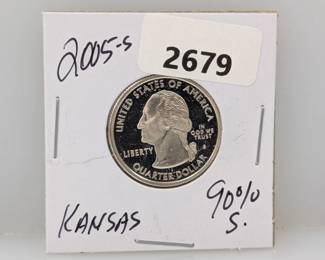 2005-S
2679
UNITED STATES OF AMERICA
LIBERTY
IN
GOD WE
TRUST
S
QUARTER DOLLAR
KANSAS
90%
S.